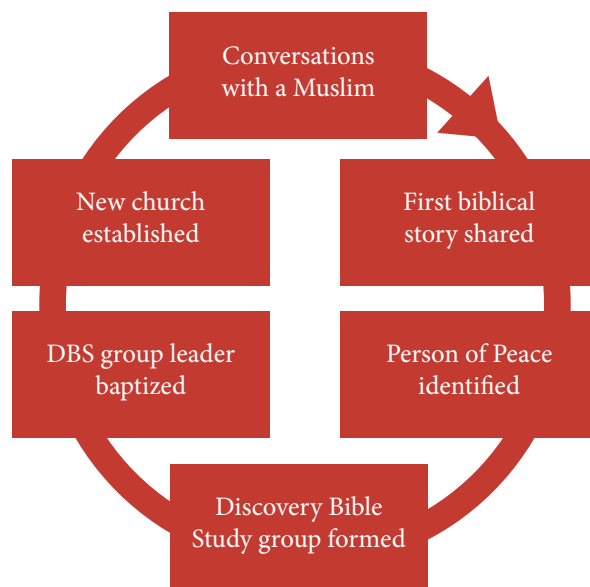 Conversations
with a Muslim
First biblical
story shared
Person of Peace
identified
Discovery Bible
Study group formed
DBS group leader
baptized
New church
established